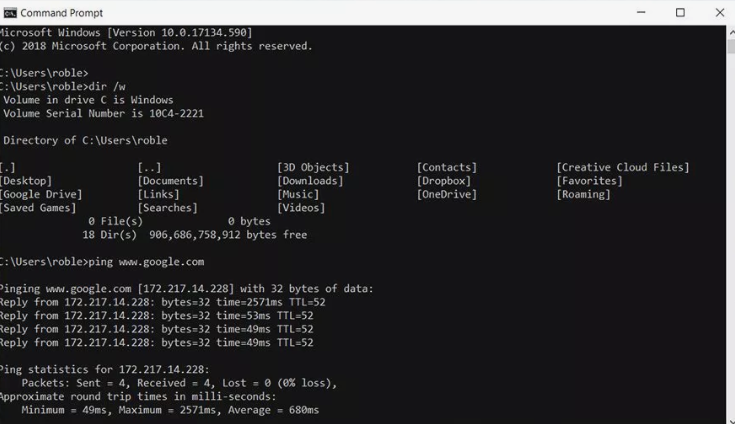 Command Prompt
Microsoft Windows [Version 10.0.17134.590]
(c) 2018 Microsoft Corporation. All rights reserved.
C:\Users\roble>
C:\Users\roble>dir /w
Volume in drive C is Windows
Volume Serial Number is 10C4-2221
Directory of C:\Users\roble
[.] [..] [3D Objects] [Contacts] [Creative Cloud Files]
[Desktop] [Documents] [Downloads] [Dropbox] [Favorites]
[Google Drive] [Links] [Music] [OneDrive] [Roaming]
[Saved Games] [Searches] [Videos]
0 File(s) 0 bytes
18 Dir(s) 906,686,758,912 bytes free
C:\Users\roble>ping www.google.com
Pinging www.google.com [172.217.14.228] with 32 bytes of data:
Reply from 172.217.14.228: bytes=32 time=2571ms TTL=52
Reply from 172.217.14.228: bytes=32 time=53ms TTL=52
Reply from 172.217.14.228: bytes=32 time=49ms TTL=52
Reply from 172.217.14.228: bytes=32 time=49ms TTL=52
Ping statistics for 172.217.14.228:
Packets: Sent = 4, Received = 4, Lost = 0 (0% loss),
Approximate round trip times in milli-seconds:
Minimum = 49ms, Maximum = 2571ms, Average = 680ms